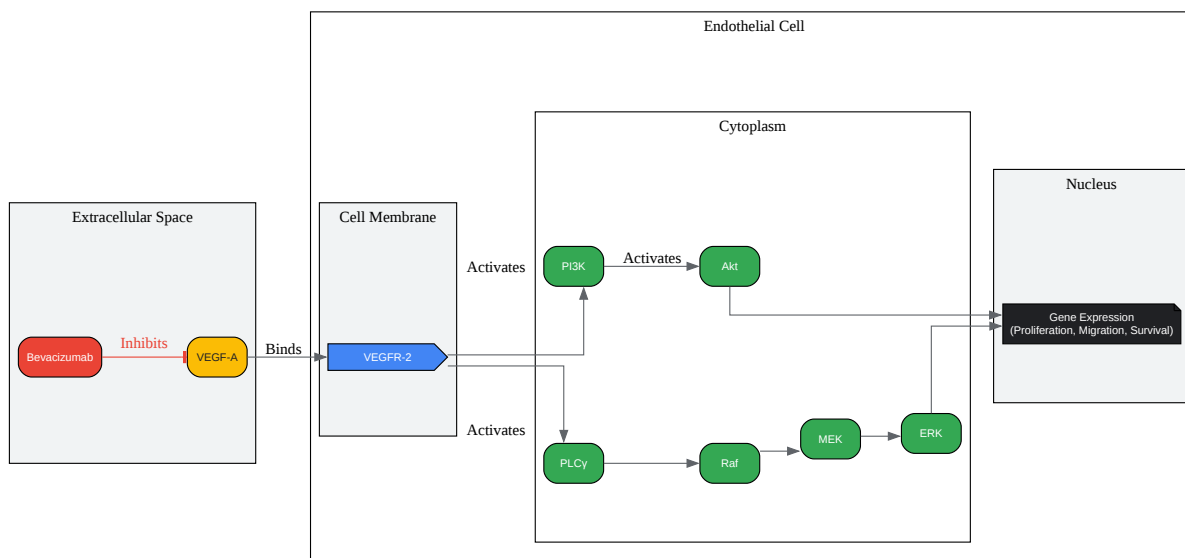 Endothelial Cell
Cytoplasm
Nucleus
Extracellular Space
Cell Membrane
Activates
PI3K
Activates
Akt
Gene Expression
(Proliferation, Migration, Survival)
Bevacizumab
Inhibits
VEGF-A
Binds
VEGFR-2
Activates
PLCγ
Raf
MEK
ERK